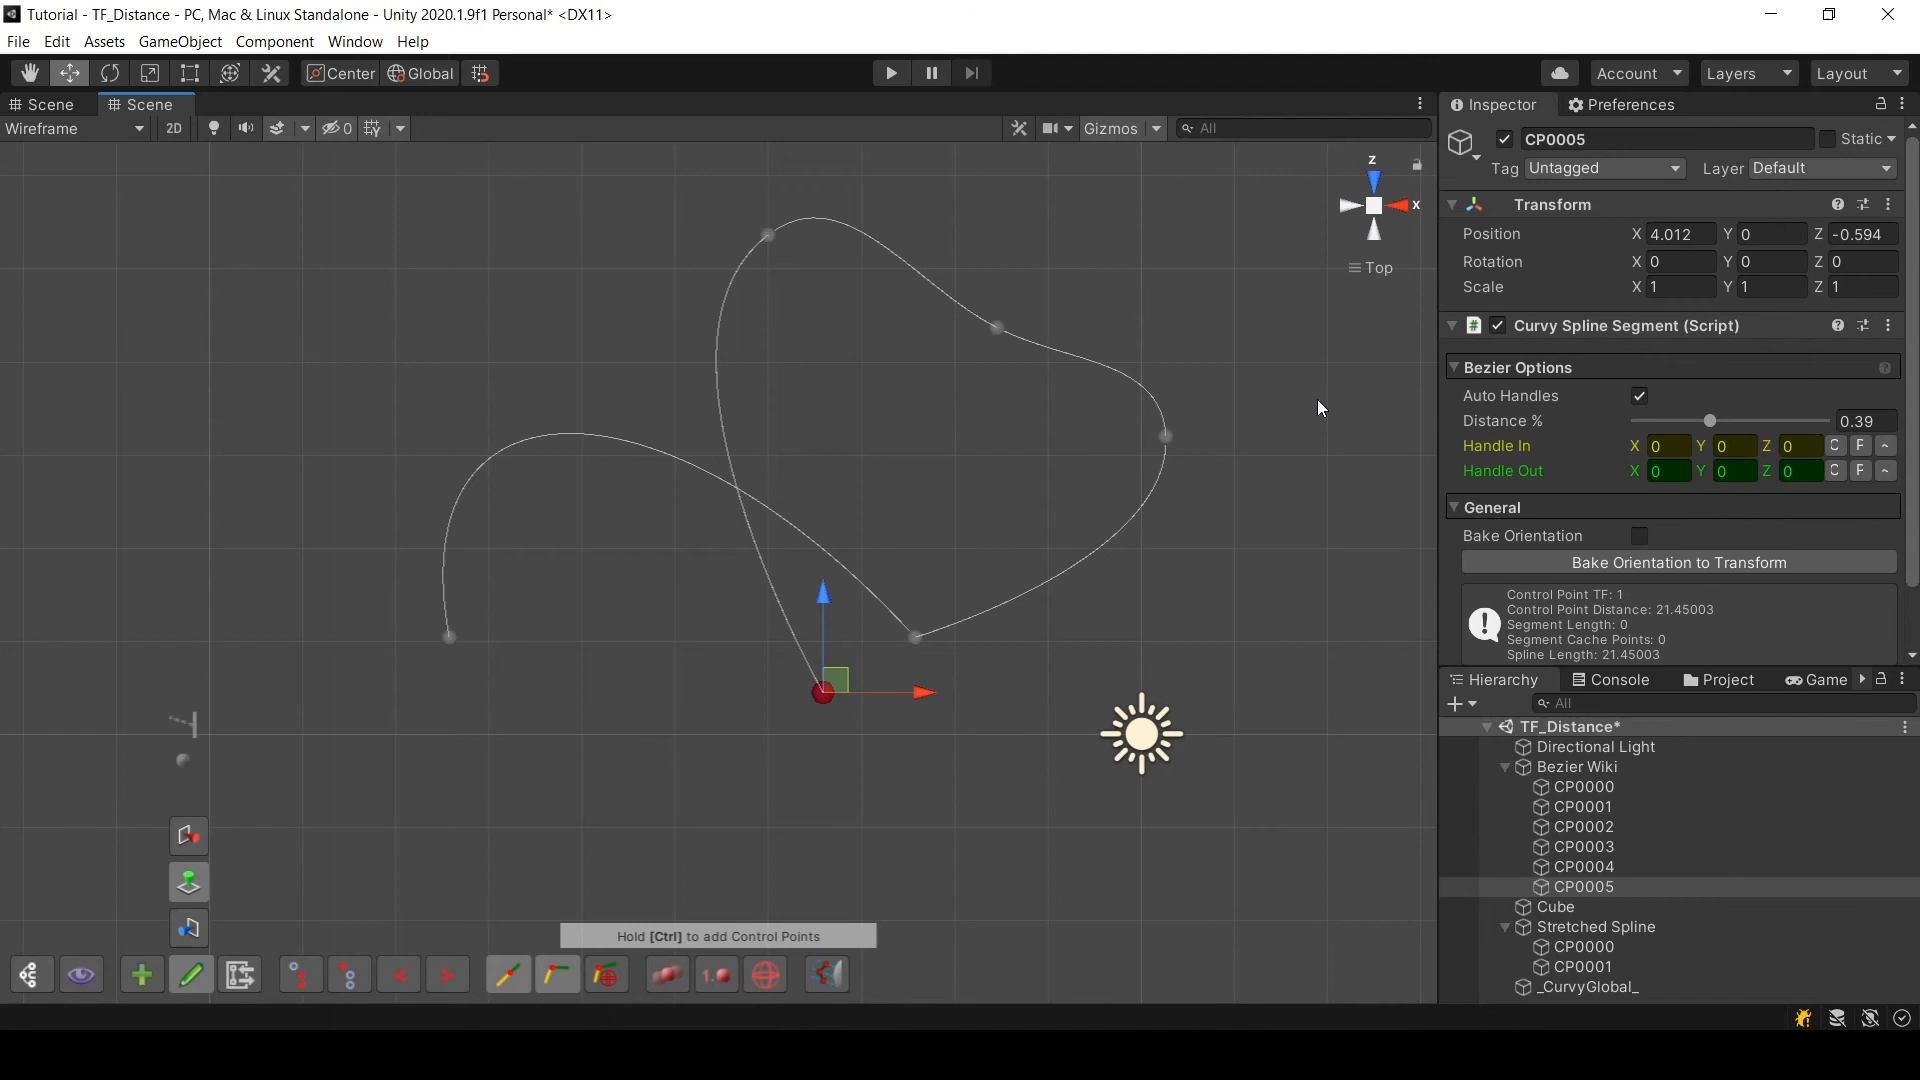 Tutorial - TF_Distance - PC, Mac & Linux Standalone - Unity 2020.1.9f1 Personal* <DX11>
File Edit Assets GameObject Component Window Help
Center Global Account Layers Layout
Scene Scene
Wireframe 2D 0 Gizmos All
z
x
Top
Hold [Ctrl] to add Control Points
1.0
Inspector Preferences
CP0005 Static
Tag Untagged Layer Default
Transform
Position X 4.012 Y 0 Z -0.594
Rotation X 0 Y 0 Z 0
Scale X 1 Y 1 Z 1
# Curvy Spline Segment (Script)
Bezier Options
Auto Handles
Distance % 0.39
Handle In X 0 Y 0 Z 0 C F ~
Handle Out X 0 Y 0 Z 0 C F ~
General
Bake Orientation
Bake Orientation to Transform
Control Point TF: 1
Control Point Distance: 21.45003
Segment Length: 0
Segment Cache Points: 0
Spline Length: 21.45003
Hierarchy Console Project Game
All
TF_Distance*
Directional Light
Bezier Wiki
CP0000
CP0001
CP0002
CP0003
CP0004
CP0005
Cube
Stretched Spline
CP0000
CP0001
_CurvyGlobal_